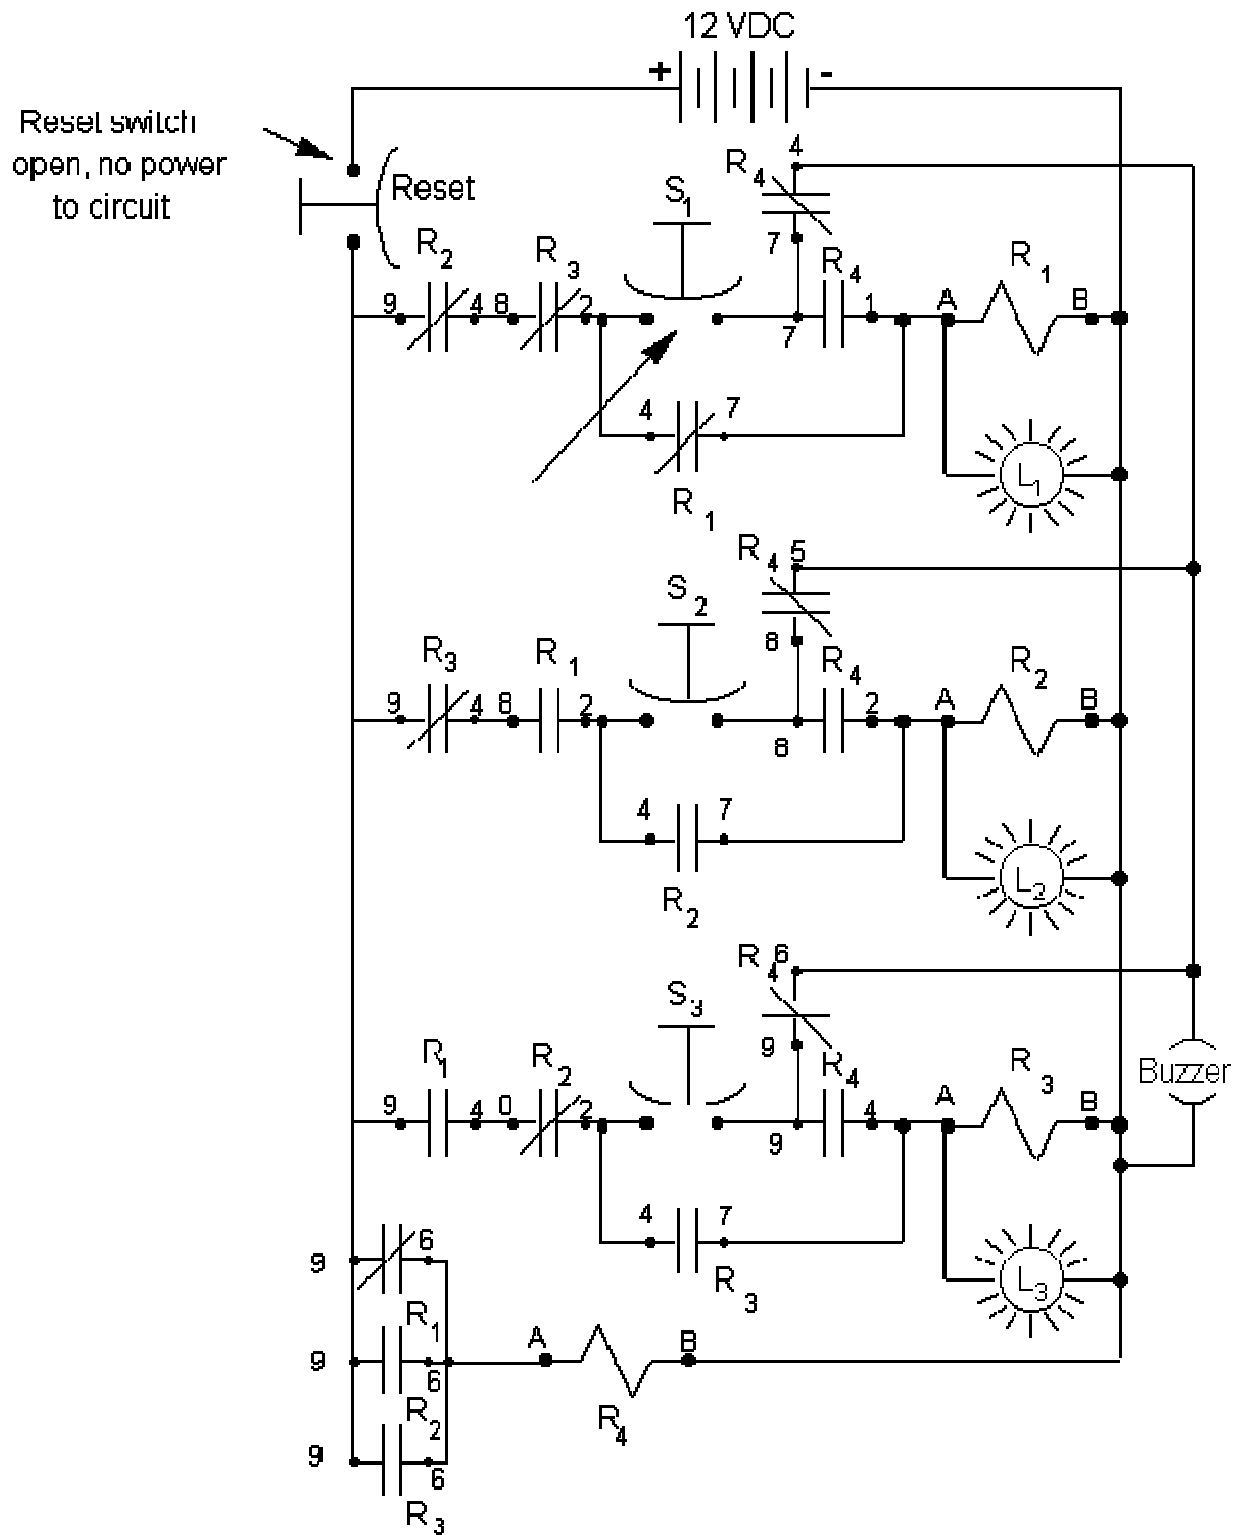 12 VDC
+ -
Reset switch
open, no power
to circuit
Reset
R4 4
S1
7
R2 R3 R4 R1
9 4 8 2 7 1 A B
4 7
R1
L1
R4 5
S2
8
R3 R1 R4 R2
9 4 8 2 8 2 A B
4 7
R2
L2
R4 6
S3
9
Buzzer
R1 R2 R4 R3
9 4 0 2 9 4 A B
4 7
R3
L3
9 6
R1
9 6 A B
R2 R4
9 6
R3